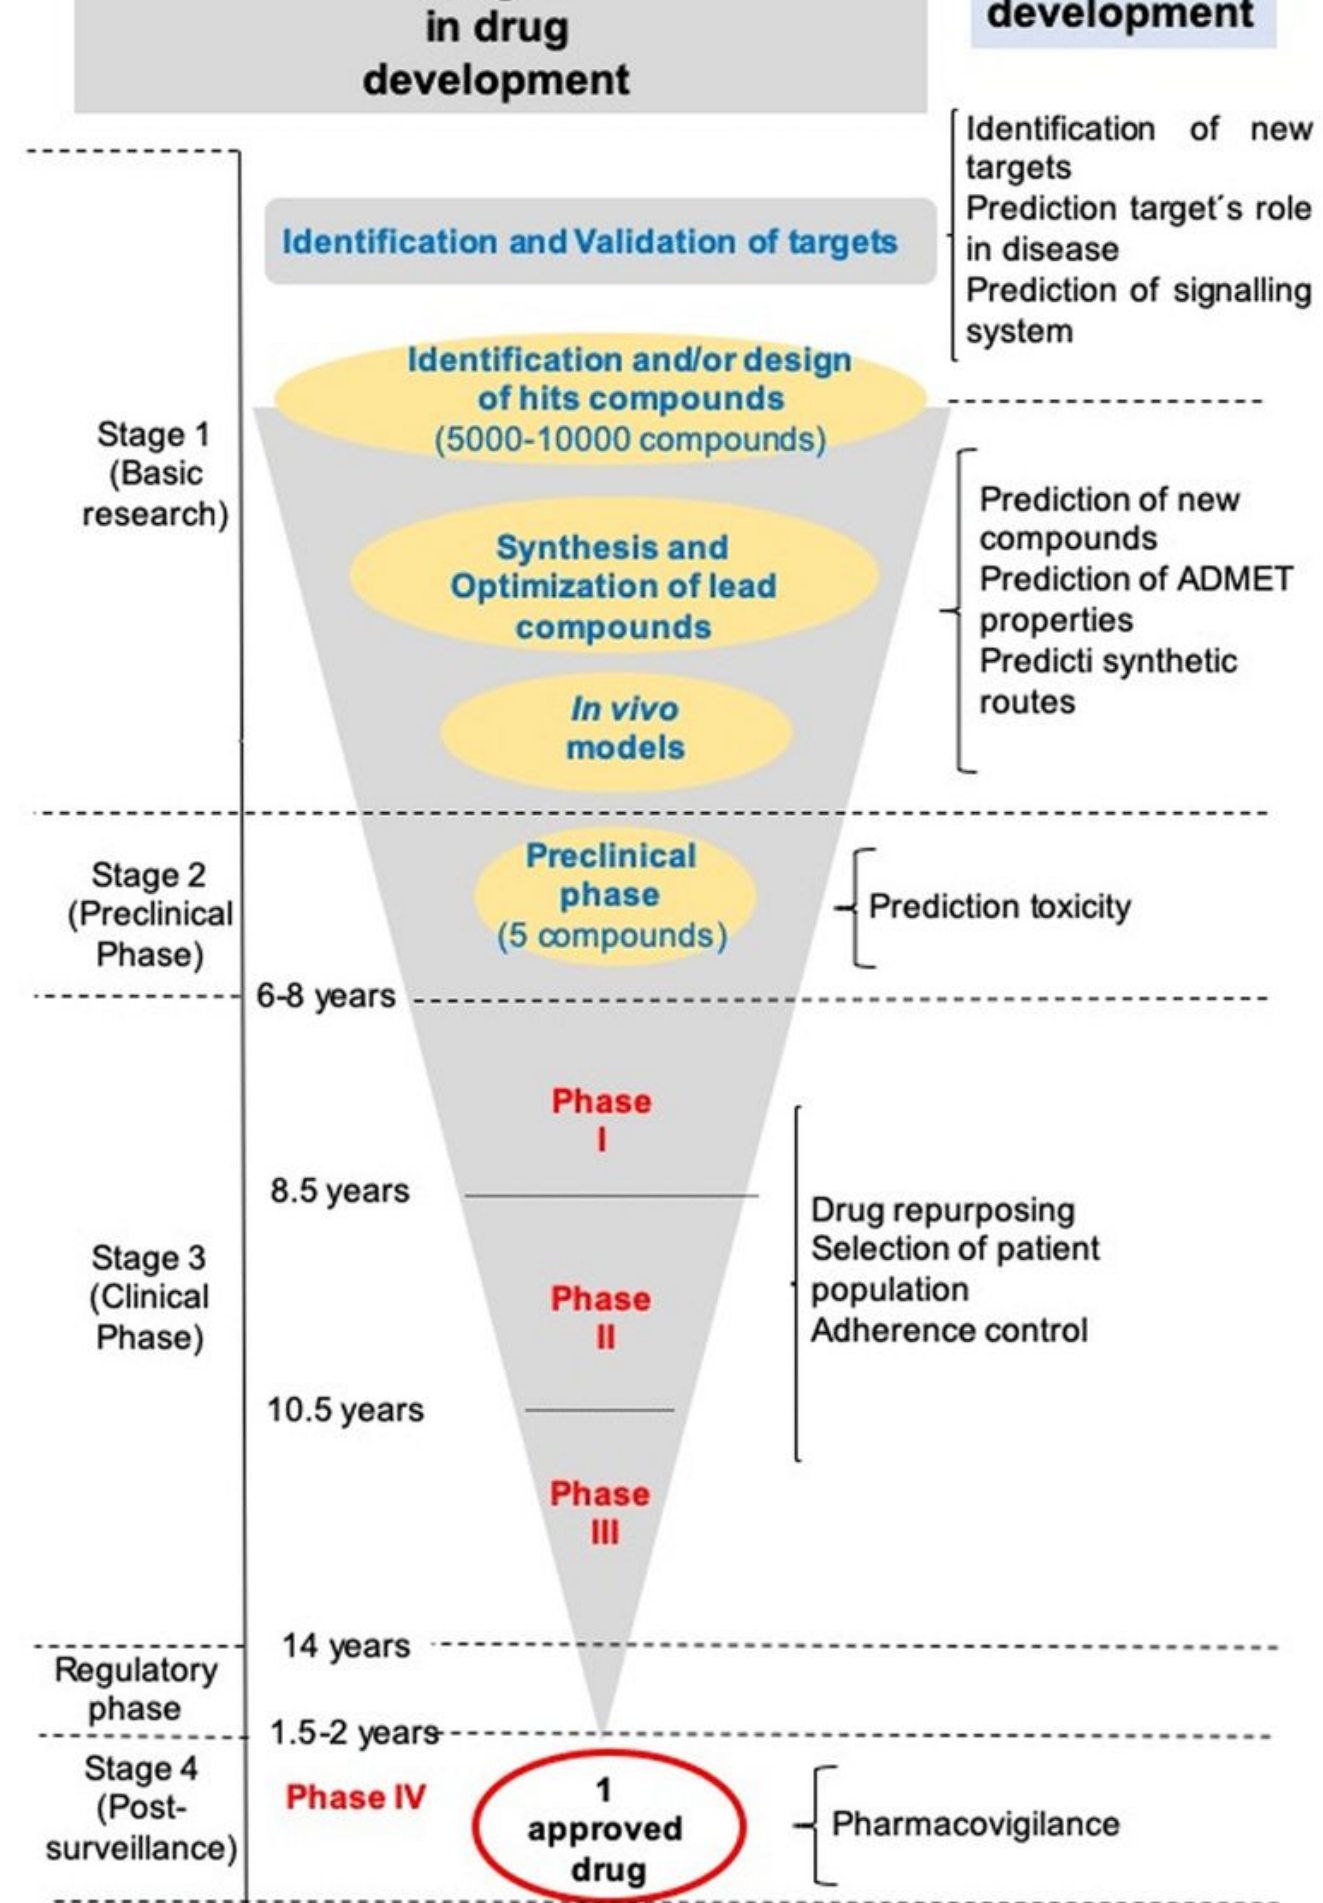 in drug
development
development
Identification of new
targets
Prediction target´s role
in disease
Prediction of signalling
system
Identification and Validation of targets
Identification and/or design
of hits compounds
(5000-10000 compounds)
Stage 1
(Basic
research)
Synthesis and
Optimization of lead
compounds
In vivo
models
Prediction of new
compounds
Prediction of ADMET
properties
Predicti synthetic
routes
Stage 2
(Preclinical
Phase)
Preclinical
phase
(5 compounds)
Prediction toxicity
6-8 years
Phase
I
8.5 years
Stage 3
(Clinical
Phase)
Phase
II
Drug repurposing
Selection of patient
population
Adherence control
10.5 years
Phase
III
14 years
Regulatory
phase
1.5-2 years
Stage 4
(Post-
surveillance)
Phase IV
1
approved
drug
Pharmacovigilance